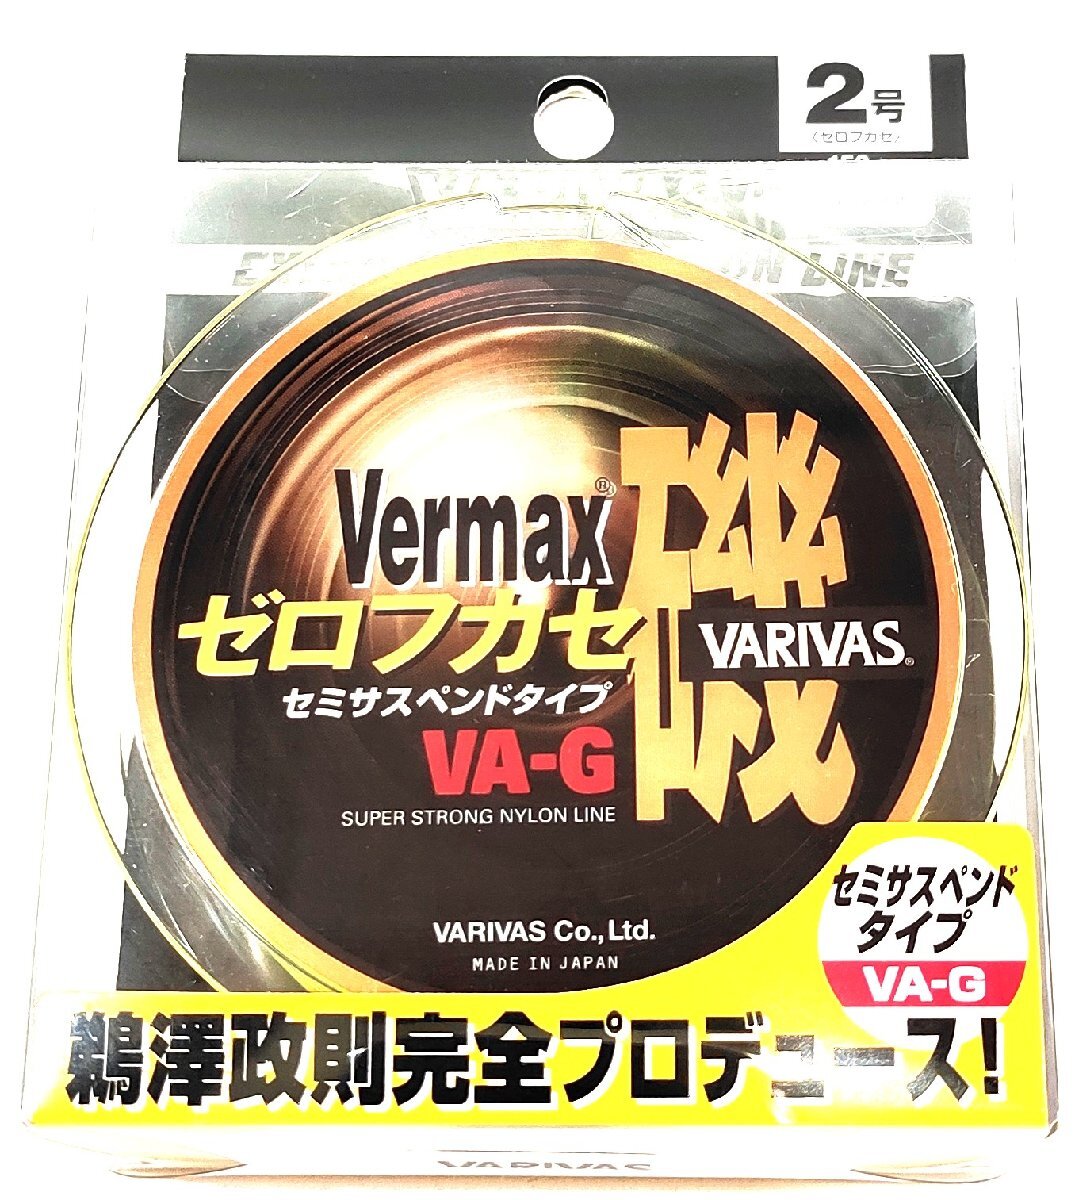 2号
(ゼロフカセ)
LINE
磯
Vermax®
ゼロフカセ
VARIVAS®
セミサスペンドタイプ
VA-G
SUPER STRONG NYLON LINE
VARIVAS Co., Ltd.
MADE IN JAPAN
セミサスペンド
タイプ
VA-G
鵜澤政則完全プロデュース!
VARIVAS